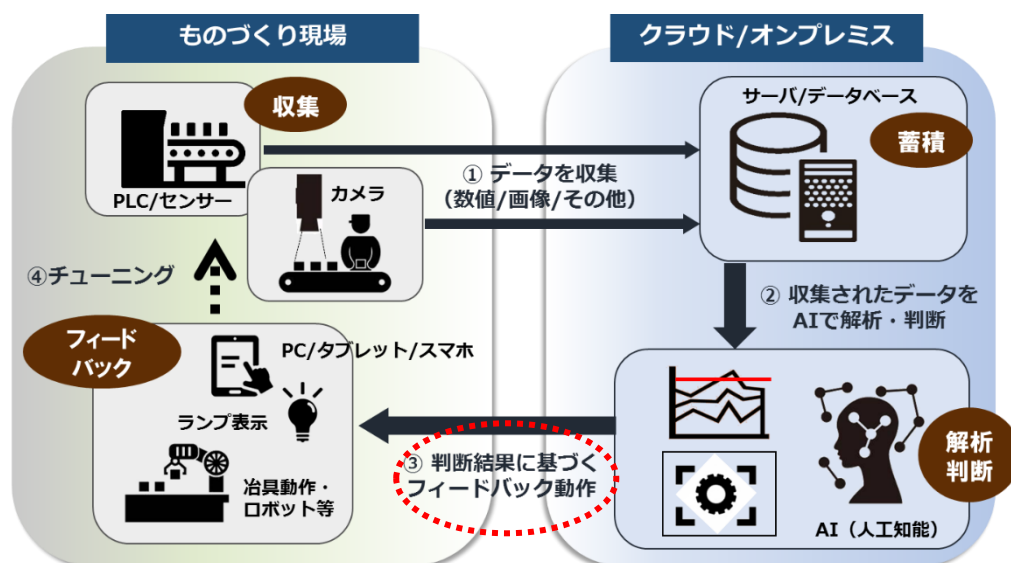 ものづくり現場
クラウド/オンプレミス
収集
PLC/センサー
カメラ
① データを収集
（数値/画像/その他）
サーバ/データベース
蓄積
④チューニング
② 収集されたデータを
AIで解析・判断
フィード
バック
PC/タブレット/スマホ
ランプ表示
冶具動作・
ロボット等
③ 判断結果に基づく
フィードバック動作
解析
判断
AI（人工知能）